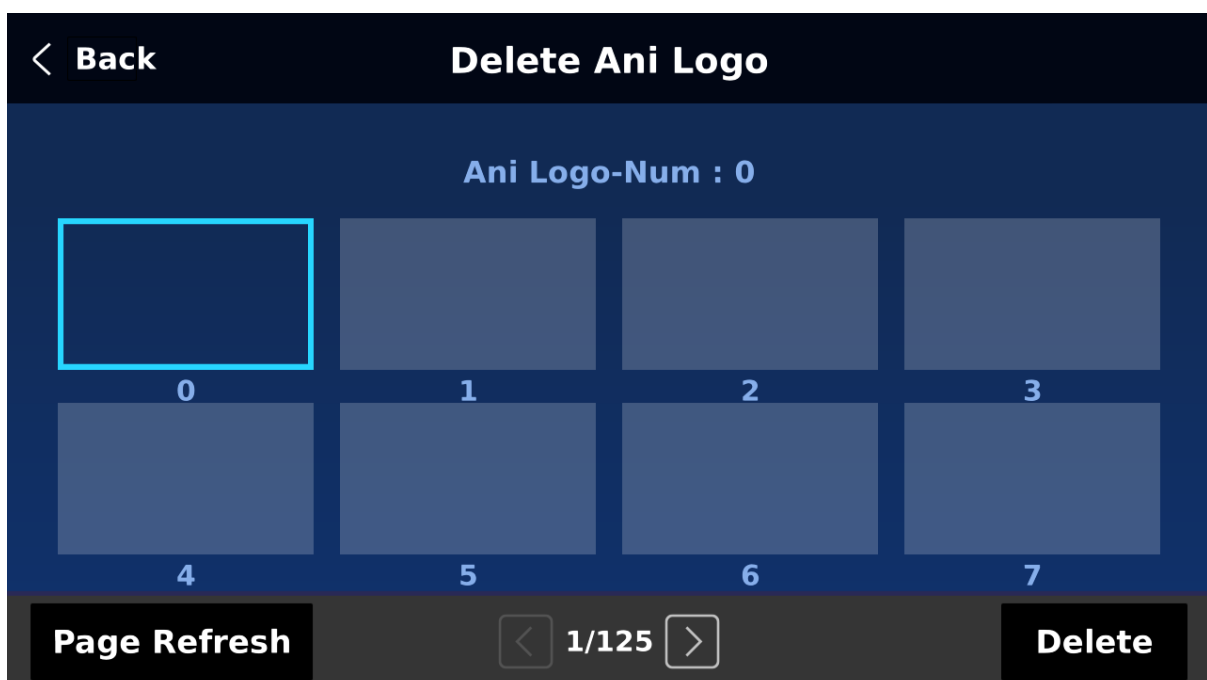 Back
Delete Ani Logo
Ani Logo-Num : 0
0 1 2 3
4 5 6 7
Page Refresh
1/125
Delete